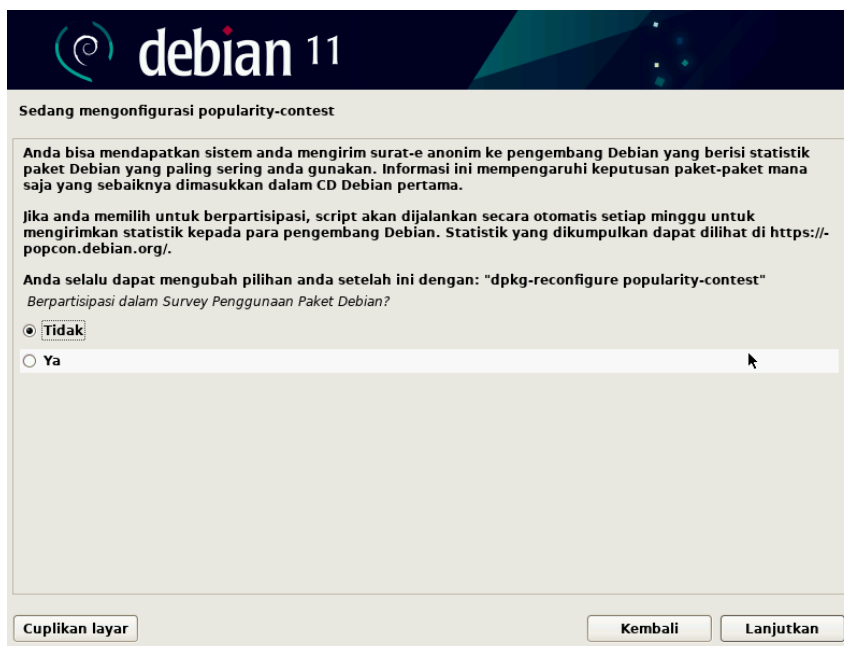 debian 11
Sedang mengonfigurasi popularity-contest
Anda bisa mendapatkan sistem anda mengirim surat-e anonim ke pengembang Debian yang berisi statistik
paket Debian yang paling sering anda gunakan. Informasi ini mempengaruhi keputusan paket-paket mana
saja yang sebaiknya dimasukkan dalam CD Debian pertama.
Jika anda memilih untuk berpartisipasi, script akan dijalankan secara otomatis setiap minggu untuk
mengirimkan statistik kepada para pengembang Debian. Statistik yang dikumpulkan dapat dilihat di https://-
popcon.debian.org/.
Anda selalu dapat mengubah pilihan anda setelah ini dengan: "dpkg-reconfigure popularity-contest"
Berpartisipasi dalam Survey Penggunaan Paket Debian?
Tidak
Ya
Cuplikan layar
Kembali
Lanjutkan